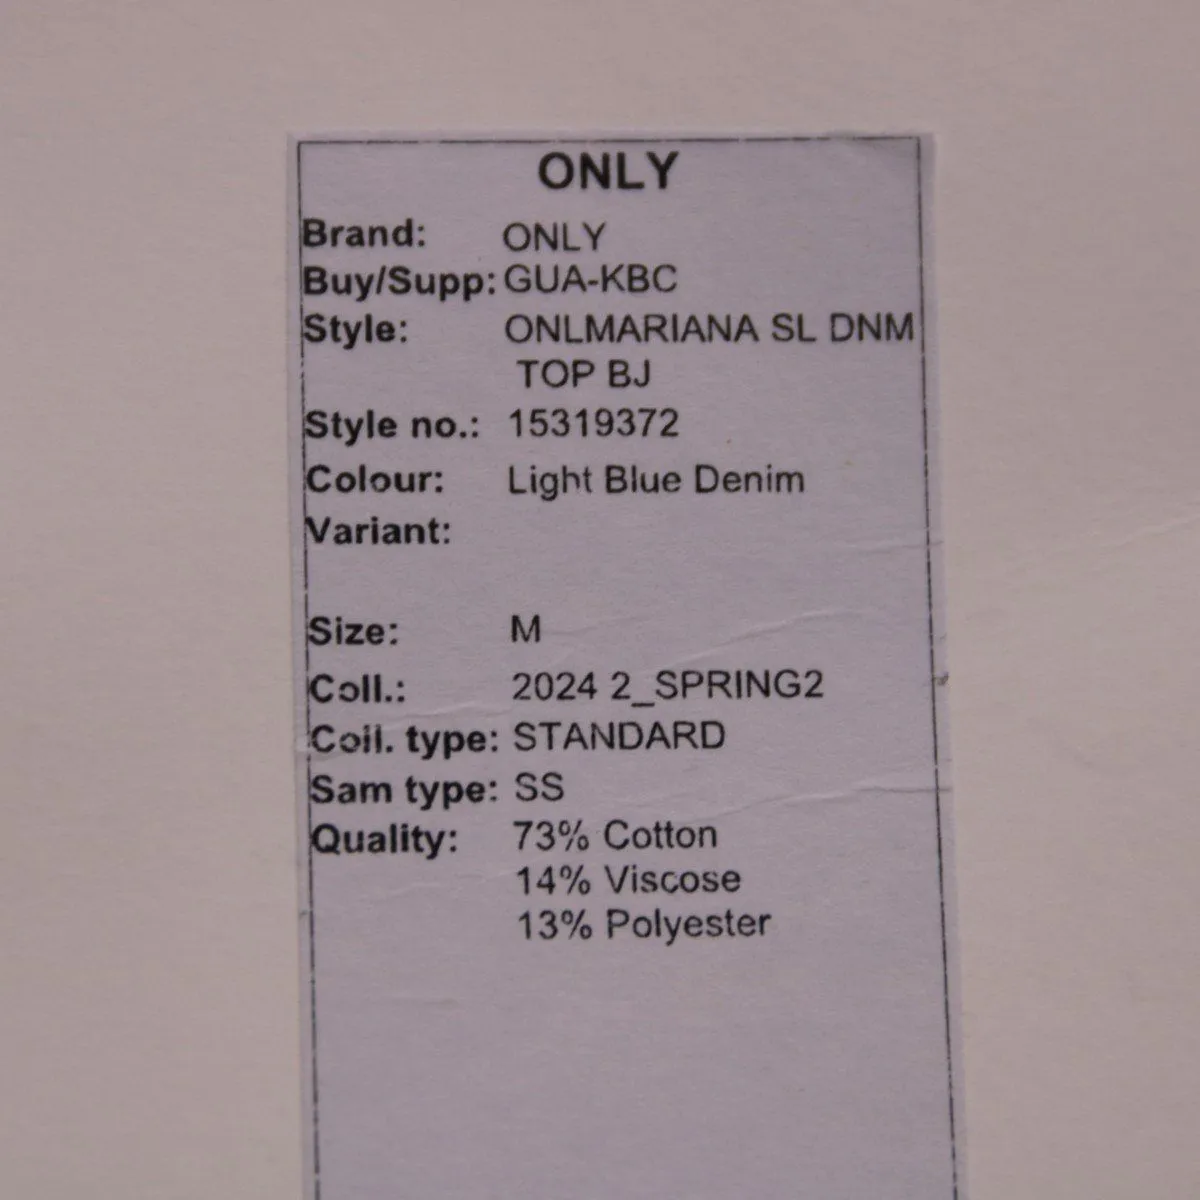 ONLY
Brand: ONLY
Buy/Supp: GUA-KBC
Style: ONLMARIANA SL DNM
TOP BJ
Style no.: 15319372
Colour: Light Blue Denim
Variant:
Size: M
Coll.: 2024 2_SPRING2
Coll. type: STANDARD
Sam type: SS
Quality: 73% Cotton
14% Viscose
13% Polyester